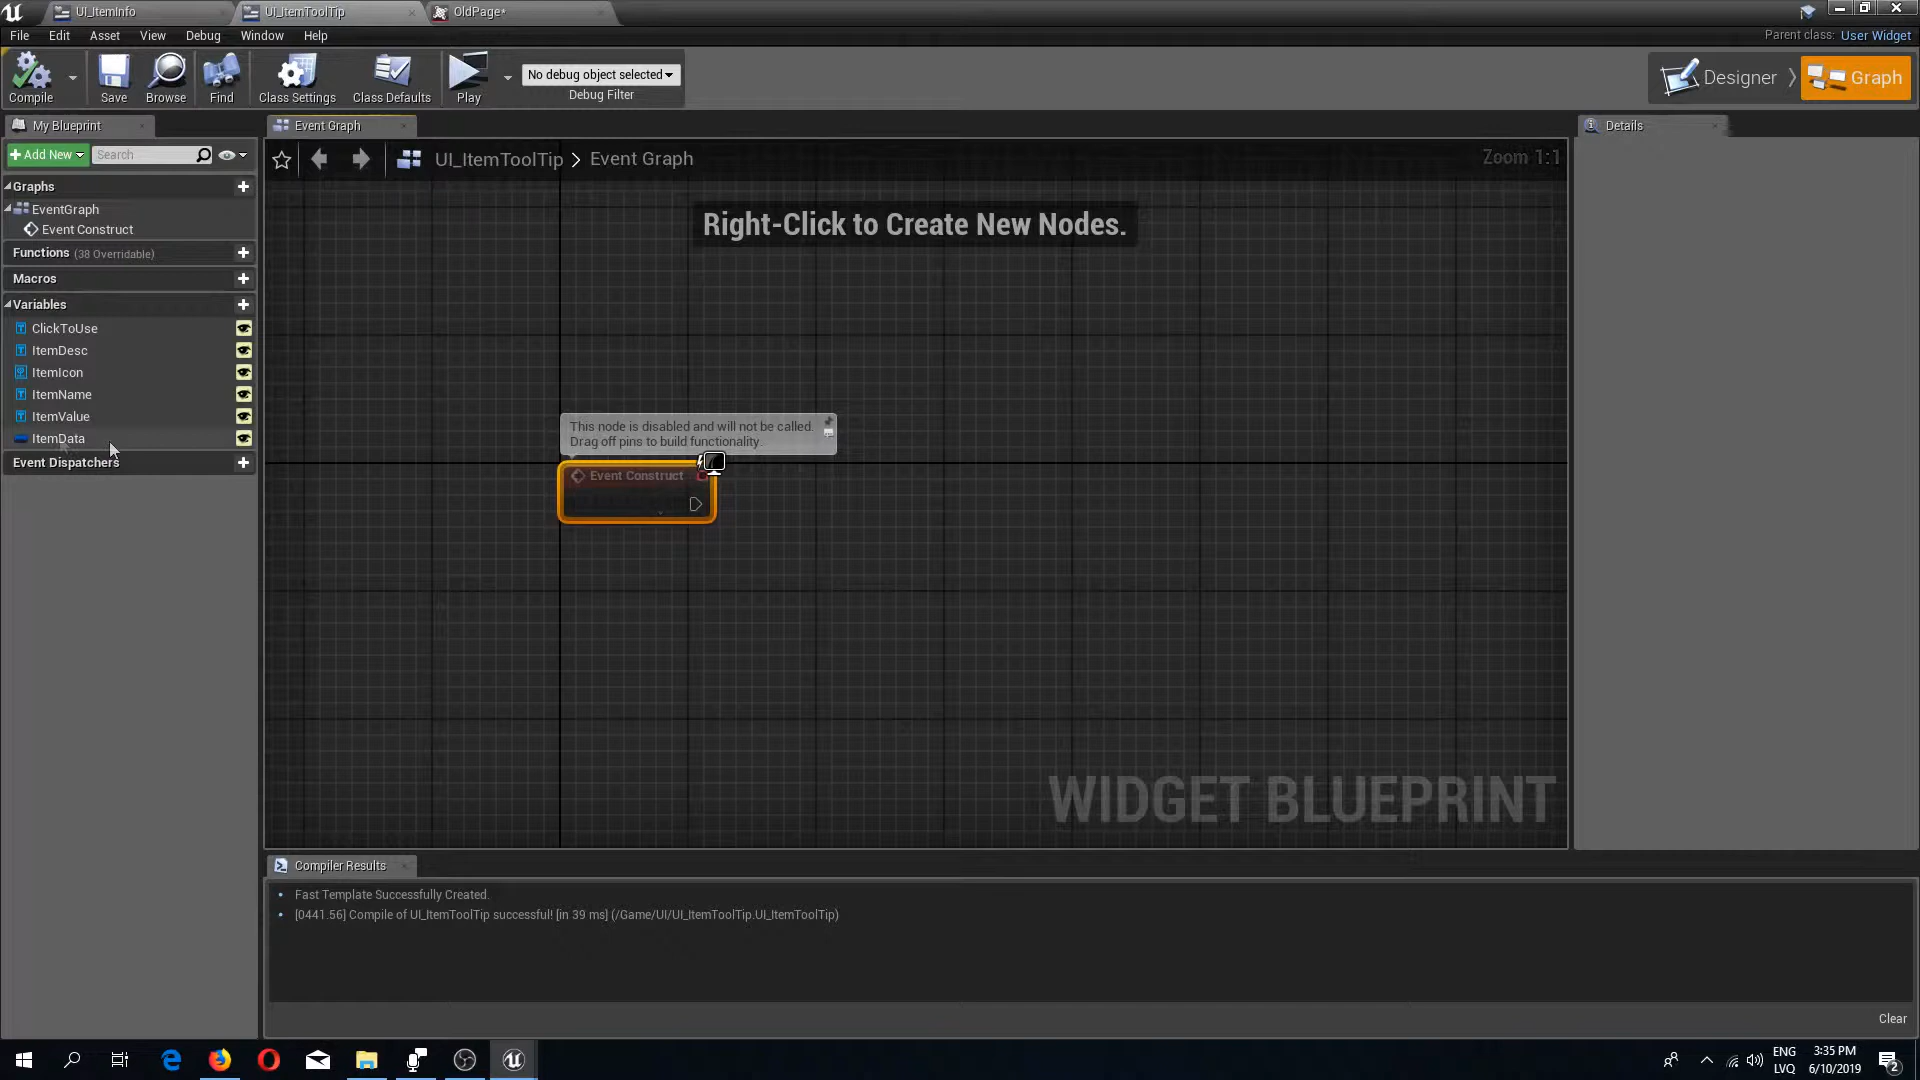 UI_ItemInfo
UI_ItemToolTip
OldPage*
File Edit Asset View Debug Window Help
Parent class: User Widget
Compile
Save
Browse
Find
Class Settings
Class Defaults
Play
No debug object selected
Debug Filter
Designer
Graph
My Blueprint
Event Graph
Details
Add New
Search
UI_ItemToolTip > Event Graph
Zoom 1:1
Graphs
EventGraph
Event Construct
Functions (38 Overridable)
Macros
Variables
ClickToUse
ItemDesc
ItemIcon
ItemName
ItemValue
ItemData
Event Dispatchers
Right-Click to Create New Nodes.
This node is disabled and will not be called.
Drag off pins to build functionality.
Event Construct
WIDGET BLUEPRINT
Compiler Results
Fast Template Successfully Created.
[0441.56] Compile of UI_ItemToolTip successful! [in 39 ms] (/Game/UI/UI_ItemToolTip.UI_ItemToolTip)
Clear
ENG
LVQ
3:35 PM
6/10/2019
2